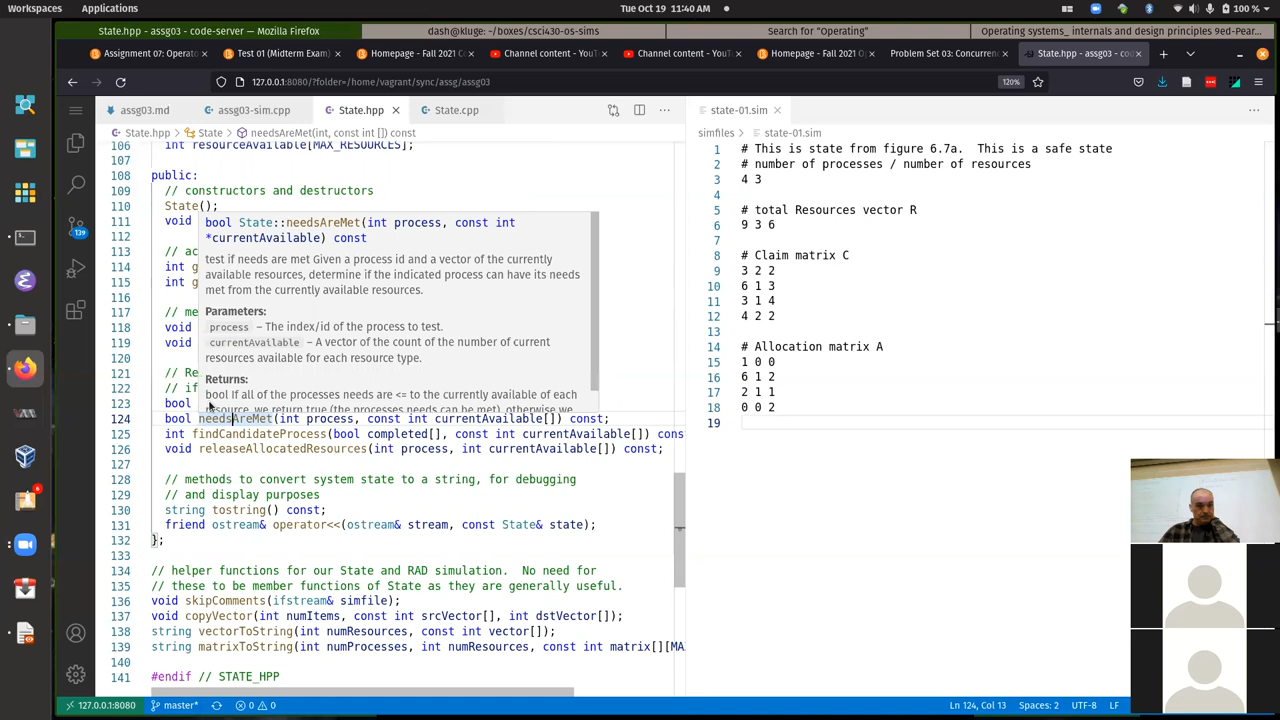 Workspaces Applications Tue Oct 19 11:40 AM 100 %
State.hpp - assg03 - code-server — Mozilla Firefox dash@kluge: ~/boxes/csci430-os-sims Search for "Operating" Operating systems_ internals and design principles 9ed-Pear...
Assignment 07: Operato Test 01 (Midterm Exam) Homepage - Fall 2021 Op Channel content - YouTu Channel content - YouTu Homepage - Fall 2021 Op Problem Set 03: Concurrenc State.hpp - assg03 - code
127.0.0.1:8080/?folder=/home/vagrant/sync/assg/assg03 120%
assg03.md assg03-sim.cpp State.hpp State.cpp state-01.sim
State.hpp > State > needsAreMet(int, const int []) const simfiles > state-01.sim
106 int resourceAvailable[MAX_RESOURCES];
107
108 public:
109 // constructors and destructors
110 State();
111 void
112
113 // ac
114 int g
115 int g
116
117 // me
118 void
119 void
120
121 // Re
122 // if
123 bool
124 bool needsAreMet(int process, const int currentAvailable[]) const;
125 int findCandidateProcess(bool completed[], const int currentAvailable[]) cons
126 void releaseAllocatedResources(int process, int currentAvailable[]) const;
127
128 // methods to convert system state to a string, for debugging
129 // and display purposes
130 string tostring() const;
131 friend ostream& operator<<(ostream& stream, const State& state);
132 };
133
134 // helper functions for our State and RAD simulation. No need for
135 // these to be member functions of State as they are generally useful.
136 void skipComments(ifstream& simfile);
137 void copyVector(int numItems, const int srcVector[], int dstVector[]);
138 string vectorToString(int numResources, const int vector[]);
139 string matrixToString(int numProcesses, int numResources, const int matrix[][MA
140
141 #endif // STATE_HPP
bool State::needsAreMet(int process, const int
*currentAvailable) const
test if needs are met Given a process id and a vector of the currently
available resources, determine if the indicated process can have its needs
met from the currently available resources.
Parameters:
process – The index/id of the process to test.
currentAvailable – A vector of the count of the number of current
resources available for each resource type.
Returns:
bool If all of the processes needs are <= to the currently available of each
resource, we return true (the processes needs can be met), otherwise we
1 # This is state from figure 6.7a. This is a safe state
2 # number of processes / number of resources
3 4 3
4
5 # total Resources vector R
6 9 3 6
7
8 # Claim matrix C
9 3 2 2
10 6 1 3
11 3 1 4
12 4 2 2
13
14 # Allocation matrix A
15 1 0 0
16 6 1 2
17 2 1 1
18 0 0 2
19
139
6
127.0.0.1:8080 master* 0 0 Ln 124, Col 13 Spaces: 2 UTF-8 LF